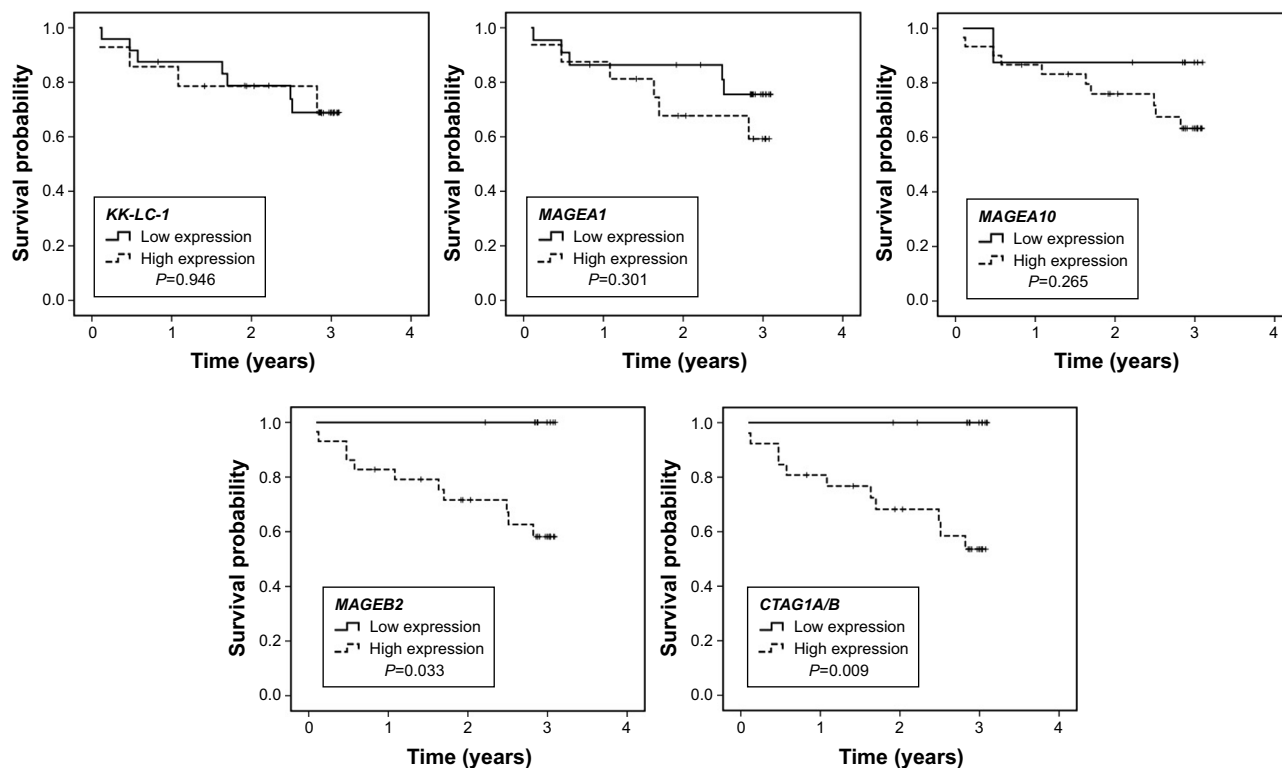 Survival probability
1.0
0.8
0.6
0.4
0.2
0.0
KK-LC-1
Low expression
High expression
P=0.946
0 1 2 3 4
Time (years)
Survival probability
1.0
0.8
0.6
0.4
0.2
0.0
MAGEA1
Low expression
High expression
P=0.301
0 1 2 3 4
Time (years)
Survival probability
1.0
0.8
0.6
0.4
0.2
0.0
MAGEA10
Low expression
High expression
P=0.265
0 1 2 3 4
Time (years)
Survival probability
1.0
0.8
0.6
0.4
0.2
0.0
MAGEB2
Low expression
High expression
P=0.033
0 1 2 3 4
Time (years)
Survival probability
1.0
0.8
0.6
0.4
0.2
0.0
CTAG1A/B
Low expression
High expression
P=0.009
0 1 2 3 4
Time (years)